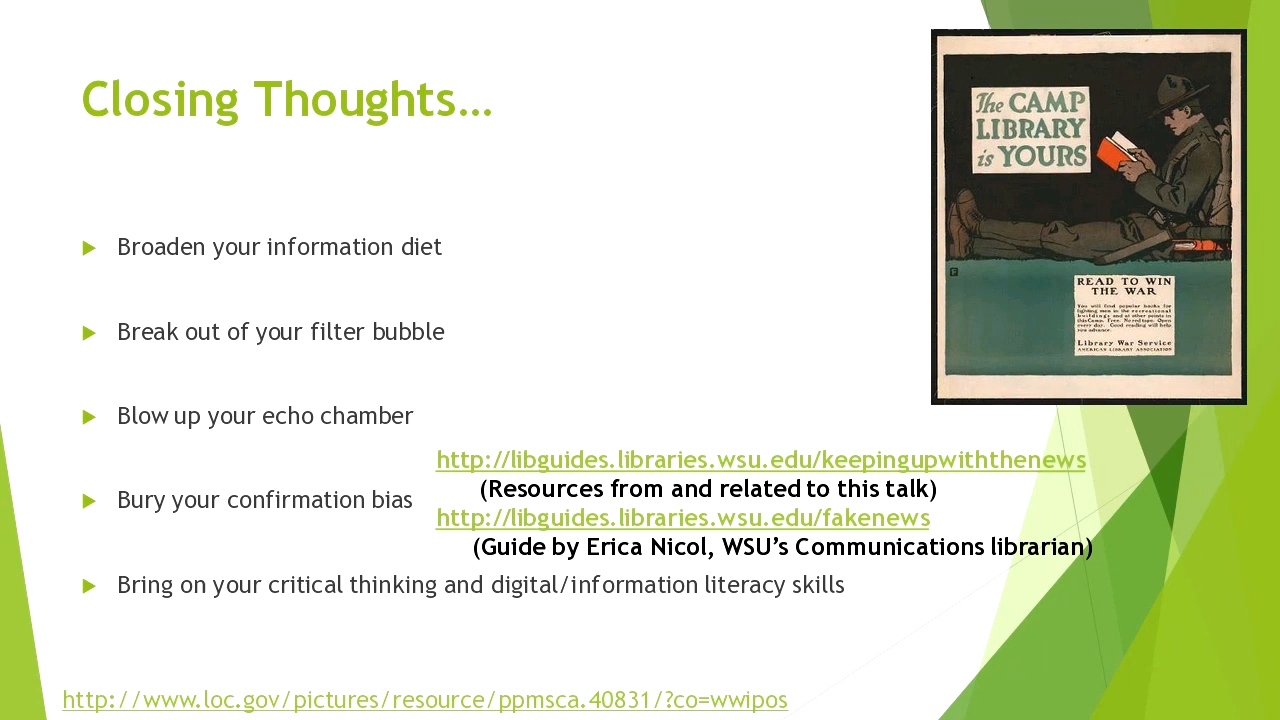 Closing Thoughts...
The CAMP
LIBRARY
is YOURS
READ TO WIN
THE WAR
You will find popular books for
fighting men in the recreational
buildings and at other points in
this Camp. Free. No red tape. Open
every day. Good reading will help
you advance.
Library War Service
AMERICAN LIBRARY ASSOCIATION
Broaden your information diet
Break out of your filter bubble
Blow up your echo chamber
http://libguides.libraries.wsu.edu/keepingupwiththenews
(Resources from and related to this talk)
Bury your confirmation bias
http://libguides.libraries.wsu.edu/fakenews
(Guide by Erica Nicol, WSU’s Communications librarian)
Bring on your critical thinking and digital/information literacy skills
http://www.loc.gov/pictures/resource/ppmsca.40831/?co=wwipos